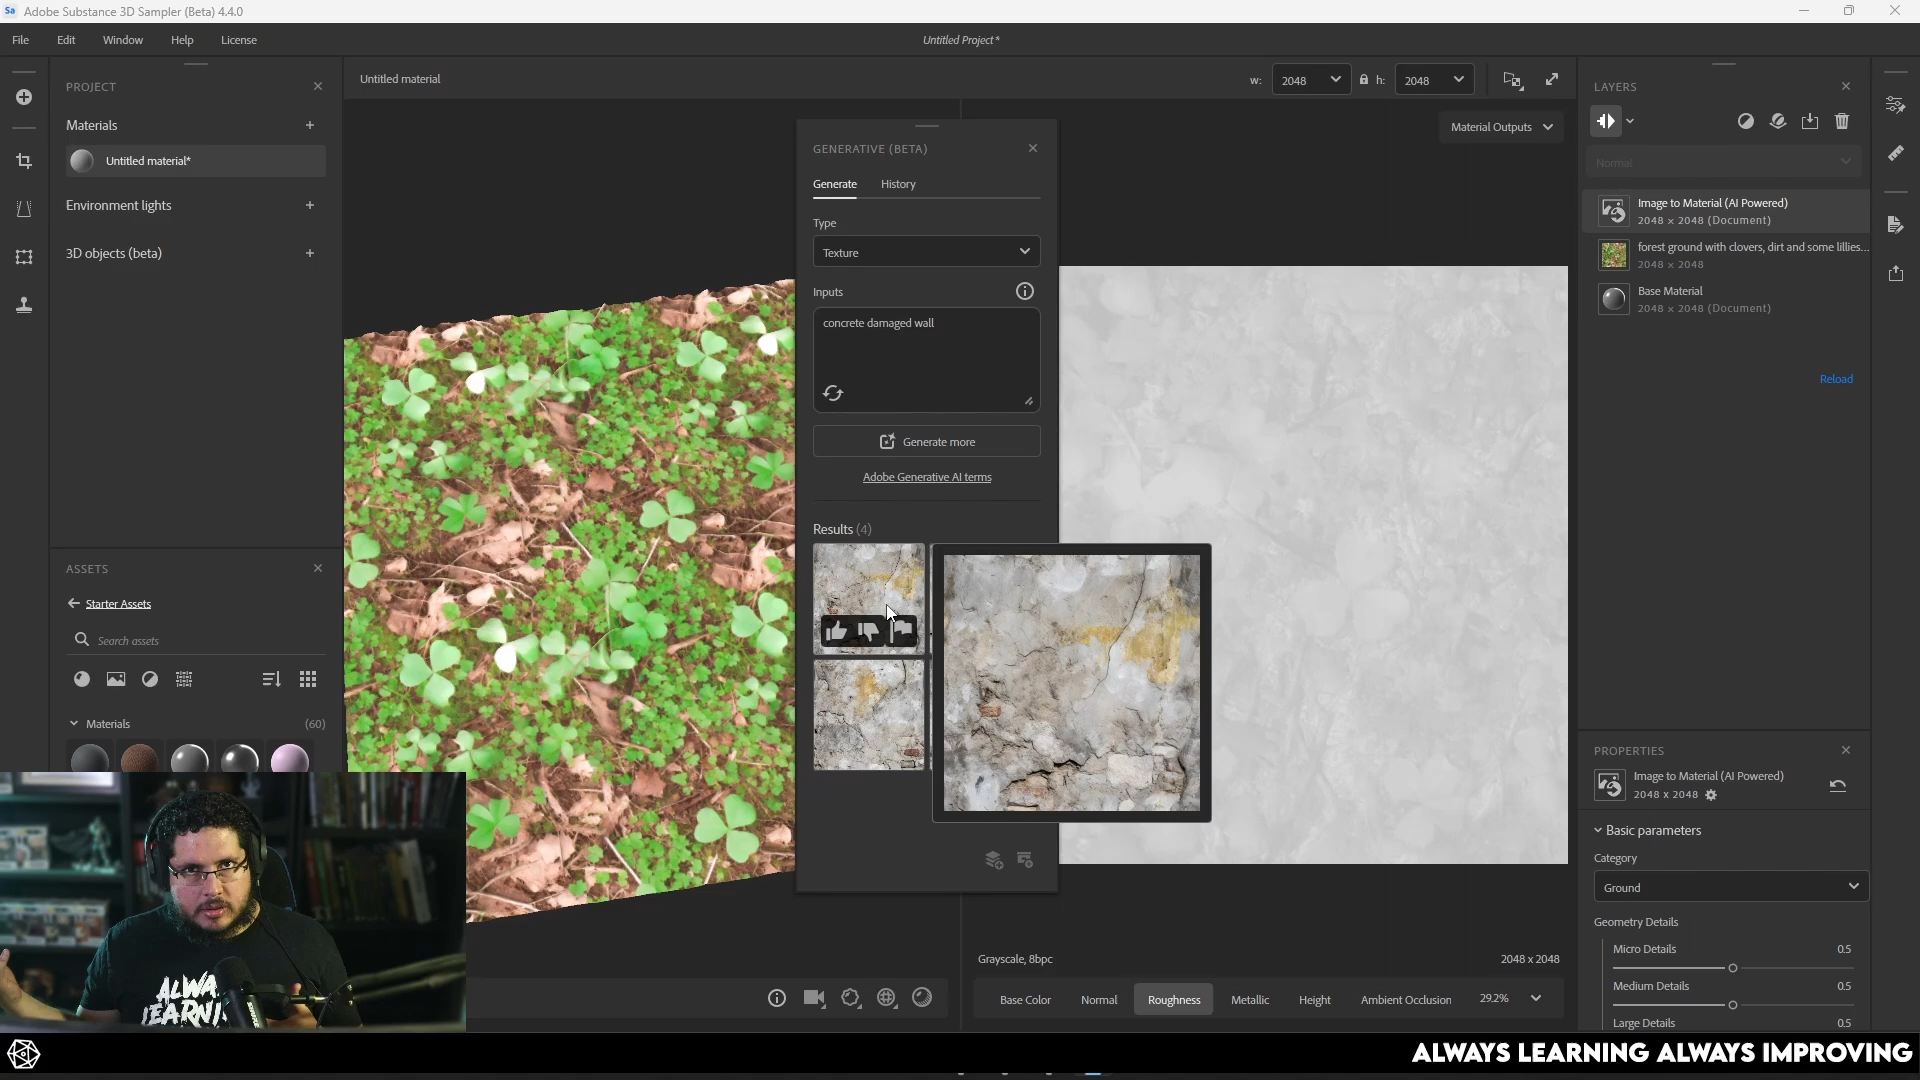 Sa Adobe Substance 3D Sampler (Beta) 4.4.0
File Edit Window Help License
Untitled Project*
PROJECT
Materials
Untitled material*
Environment lights
3D objects (beta)
ASSETS
Starter Assets
Search assets
Materials (60)
Untitled material
w: 2048 h: 2048
Material Outputs
GENERATIVE (BETA)
Generate History
Type
Texture
Inputs
concrete damaged wall
Generate more
Adobe Generative AI terms
Results (4)
Grayscale, 8bpc 2048 x 2048
Base Color Normal Roughness Metallic Height Ambient Occlusion 29.2%
LAYERS
Normal
Image to Material (AI Powered)
2048 x 2048 (Document)
forest ground with clovers, dirt and some lillies...
2048 x 2048
Base Material
2048 x 2048 (Document)
Reload
PROPERTIES
Image to Material (AI Powered)
2048 x 2048
Basic parameters
Category
Ground
Geometry Details
Micro Details 0.5
Medium Details 0.5
Large Details 0.5
ALWAYS LEARNING ALWAYS IMPROVING